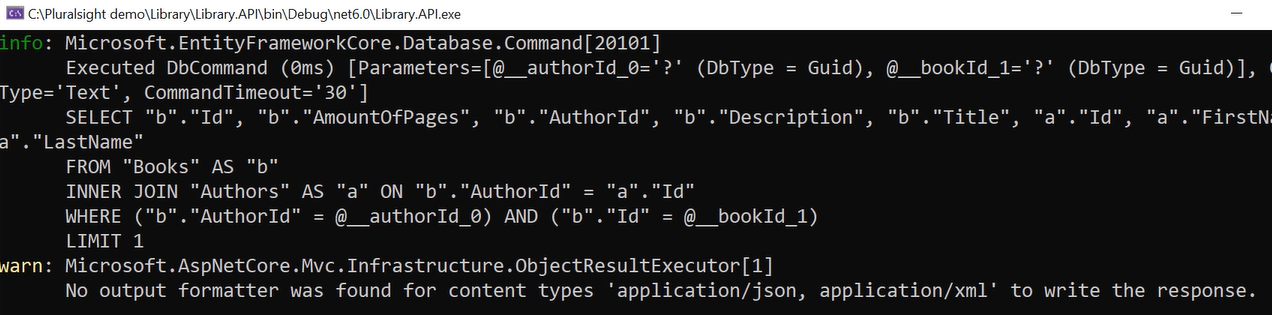 C:\Pluralsight demo\Library\Library.API\bin\Debug\net6.0\Library.API.exe
info: Microsoft.EntityFrameworkCore.Database.Command[20101]
Executed DbCommand (0ms) [Parameters=[@__authorId_0='?' (DbType = Guid), @__bookId_1='?' (DbType = Guid)],
Type='Text', CommandTimeout='30']
SELECT "b"."Id", "b"."AmountOfPages", "b"."AuthorId", "b"."Description", "b"."Title", "a"."Id", "a"."FirstNa
a"."LastName"
FROM "Books" AS "b"
INNER JOIN "Authors" AS "a" ON "b"."AuthorId" = "a"."Id"
WHERE ("b"."AuthorId" = @__authorId_0) AND ("b"."Id" = @__bookId_1)
LIMIT 1
warn: Microsoft.AspNetCore.Mvc.Infrastructure.ObjectResultExecutor[1]
No output formatter was found for content types 'application/json, application/xml' to write the response.